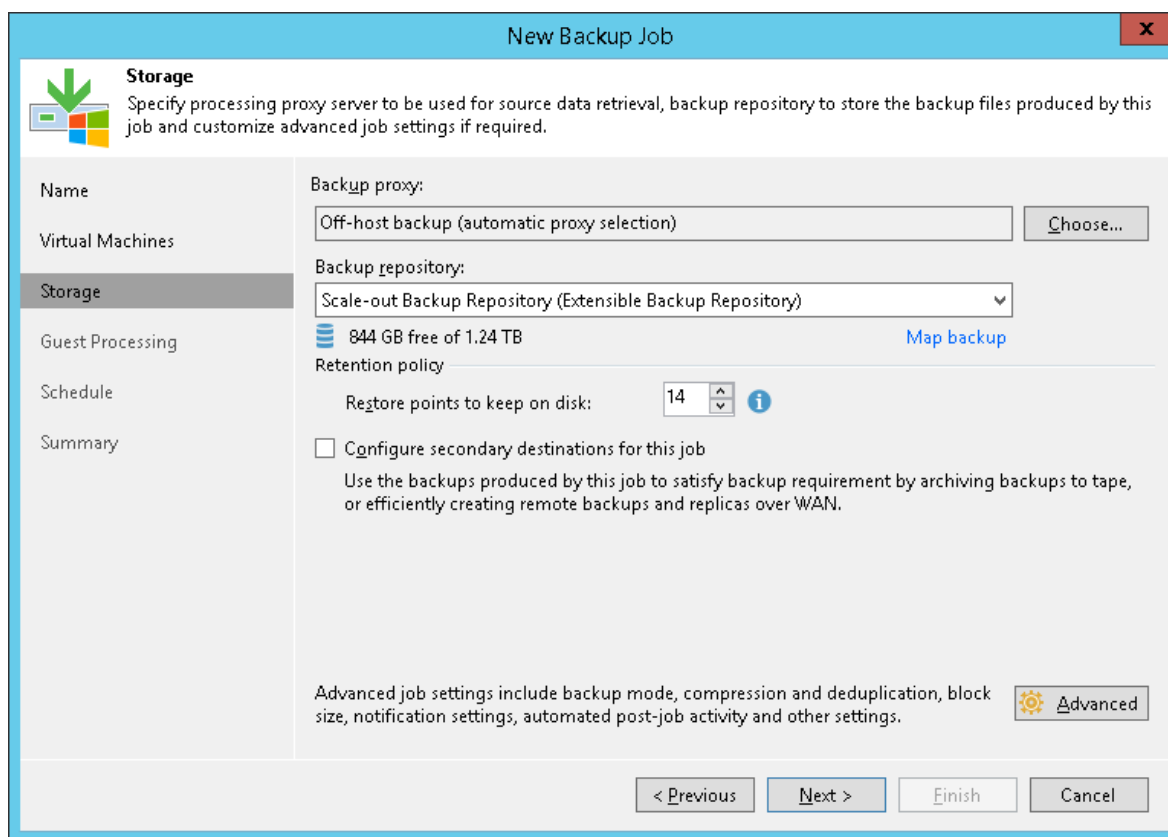 New Backup Job
x
Storage
Specify processing proxy server to be used for source data retrieval, backup repository to store the backup files produced by this
job and customize advanced job settings if required.
Name
Virtual Machines
Storage
Guest Processing
Schedule
Summary
Backup proxy:
Off-host backup (automatic proxy selection)
Choose...
Backup repository:
Scale-out Backup Repository (Extensible Backup Repository)
844 GB free of 1.24 TB
Map backup
Retention policy
Restore points to keep on disk:
14
i
Configure secondary destinations for this job
Use the backups produced by this job to satisfy backup requirement by archiving backups to tape,
or efficiently creating remote backups and replicas over WAN.
Advanced job settings include backup mode, compression and deduplication, block
size, notification settings, automated post-job activity and other settings.
Advanced
< Previous
Next >
Finish
Cancel